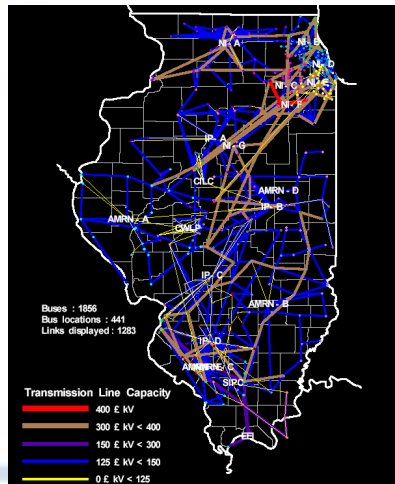 NI - A
NI - B
NI - D
NI - E
NI - C
NI - F
IP - A
NI - G
CILC
AMRN - D
IP - B
AMRN - A
CWLP
IP - C
AMRN - B
Buses : 1856
Bus locations : 441
Links displayed : 1283
IP - D
C
SIPC
EEI
Transmission Line Capacity
400 £ kV
300 £ kV < 400
150 £ kV < 300
125 £ kV < 150
0 £ kV < 125